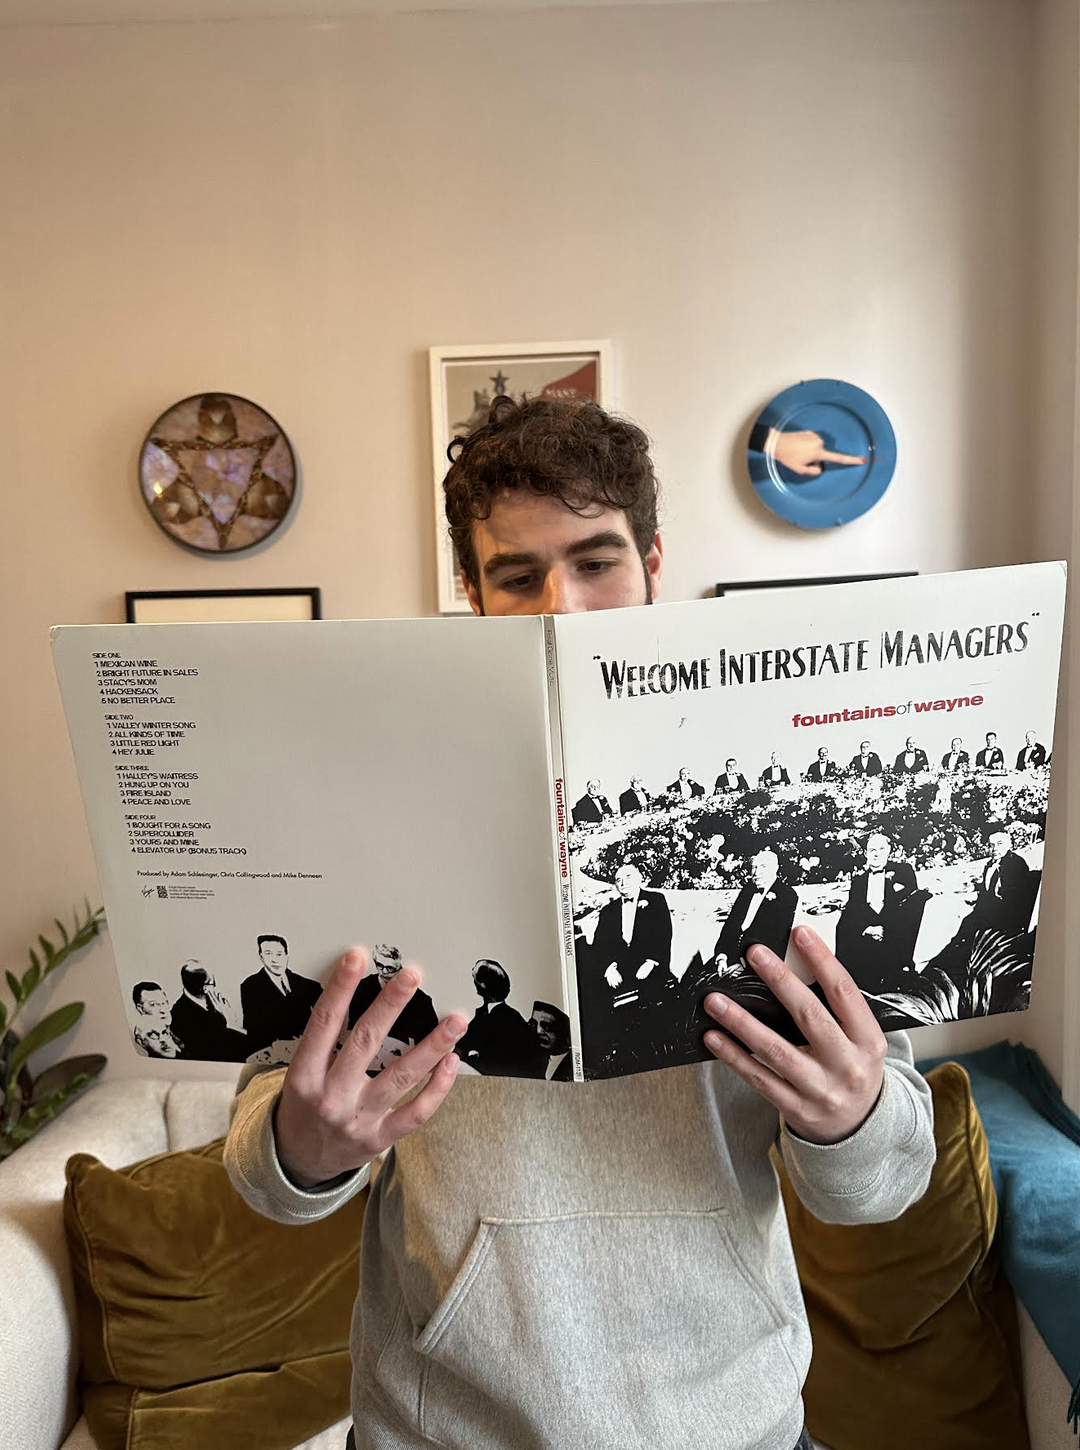 SIDE ONE
1 MEXICAN WINE
2 BRIGHT FUTURE IN SALES
3 STACY'S MOM
4 HACKENSACK
5 NO BETTER PLACE
SIDE TWO
1 VALLEY WINTER SONG
2 ALL KINDS OF TIME
3 LITTLE RED LIGHT
4 HEY JULIE
SIDE THREE
1 HALLEY'S WAITRESS
2 HUNG UP ON YOU
3 FIRE ISLAND
4 PEACE AND LOVE
SIDE FOUR
1 BOUGHT FOR A SONG
2 SUPERCOLLIDER
3 YOURS AND MINE
4 ELEVATOR UP (BONUS TRACK)
Produced by Adam Schlesinger, Chris Collingwood and Mike Denneen
Virgin
fountains of wayne
WELCOME INTERSTATE MANAGERS
"WELCOME INTERSTATE MANAGERS"
fountainsofwayne